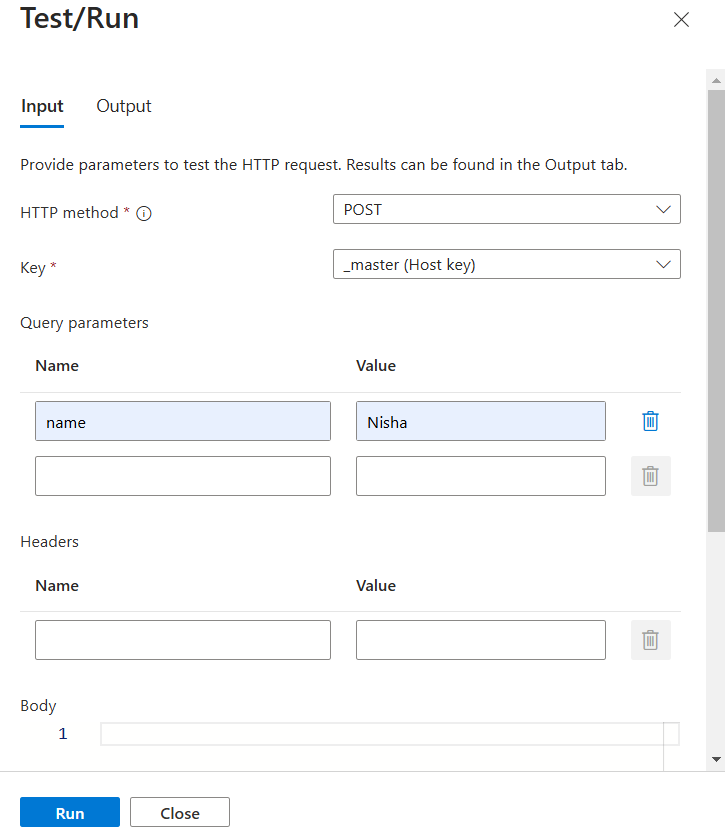 Test/Run
Input Output
Provide parameters to test the HTTP request. Results can be found in the Output tab.
HTTP method * POST
Key * _master (Host key)
Query parameters
Name Value
name Nisha
Headers
Name Value
Body
1
Run Close